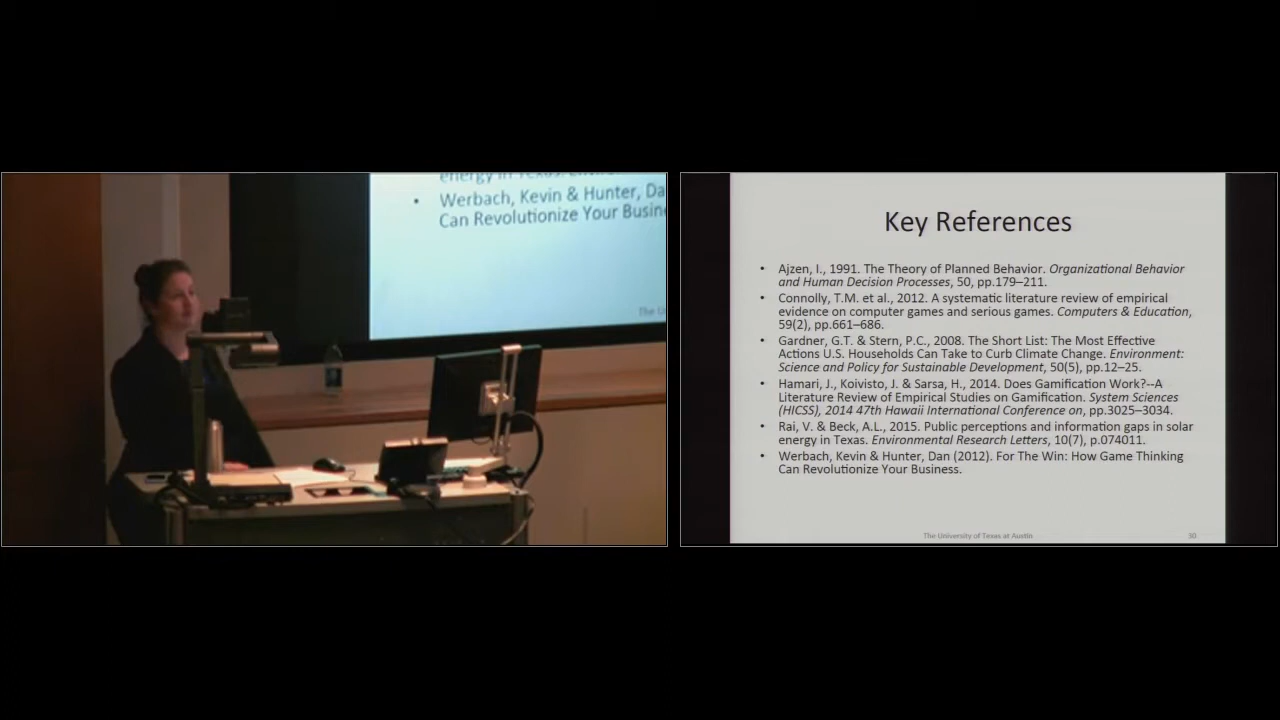 energy in Texas.
• Werbach, Kevin & Hunter, Da
Can Revolutionize Your Busine
The U
Key References
• Ajzen, I., 1991. The Theory of Planned Behavior. Organizational Behavior
and Human Decision Processes, 50, pp.179–211.
• Connolly, T.M. et al., 2012. A systematic literature review of empirical
evidence on computer games and serious games. Computers & Education,
59(2), pp.661–686.
• Gardner, G.T. & Stern, P.C., 2008. The Short List: The Most Effective
Actions U.S. Households Can Take to Curb Climate Change. Environment:
Science and Policy for Sustainable Development, 50(5), pp.12–25.
• Hamari, J., Koivisto, J. & Sarsa, H., 2014. Does Gamification Work?--A
Literature Review of Empirical Studies on Gamification. System Sciences
(HICSS), 2014 47th Hawaii International Conference on, pp.3025–3034.
• Rai, V. & Beck, A.L., 2015. Public perceptions and information gaps in solar
energy in Texas. Environmental Research Letters, 10(7), p.074011.
• Werbach, Kevin & Hunter, Dan (2012). For The Win: How Game Thinking
Can Revolutionize Your Business.
The University of Texas at Austin 30